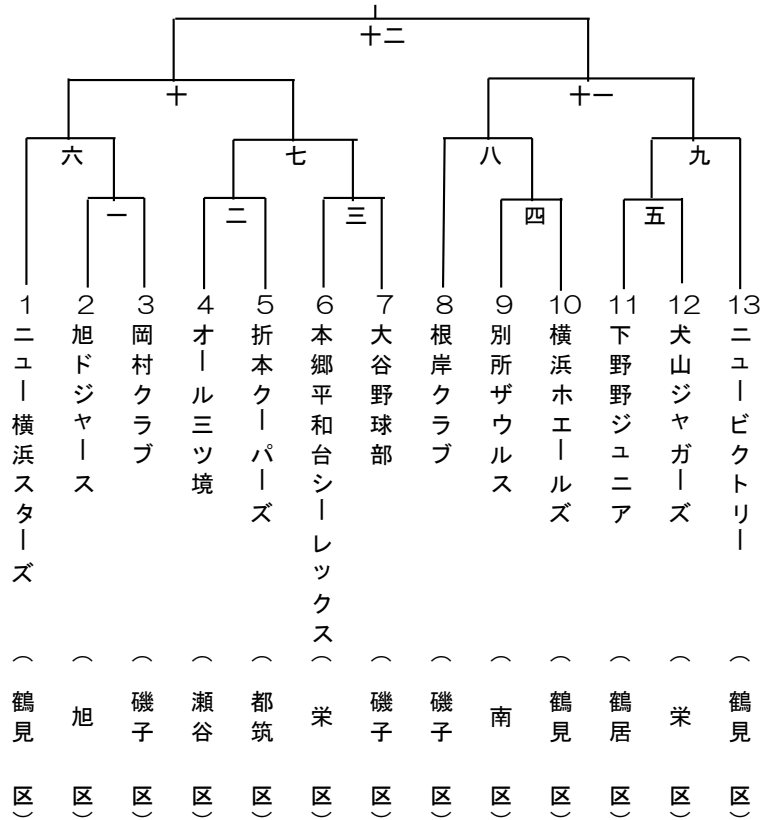 十二
十
十一
六
七
八
九
一
二
三
四
五
1 ニュー横浜スターズ (鶴見区)
2 旭ドジャース (旭区)
3 岡村クラブ (磯子区)
4 オール三ツ境 (瀬谷区)
5 折本クーパーズ (都筑区)
6 本郷平和台シーレックス (栄区)
7 大谷野球部 (磯子区)
8 根岸クラブ (磯子区)
9 別所ザウルス (南区)
10 横浜ホエールズ (鶴見区)
11 下野野ジュニア (鶴居区)
12 犬山ジャガーズ (栄区)
13 ニュービクトリー (鶴見区)